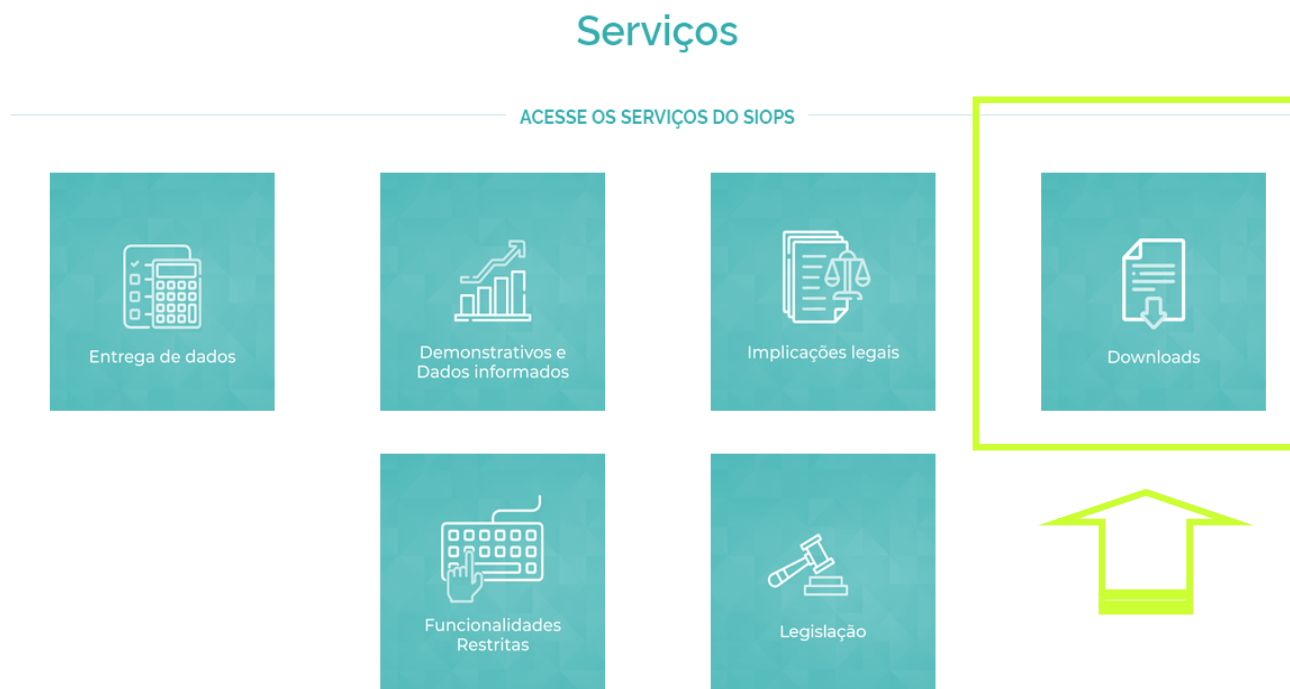 Serviços
ACESSE OS SERVIÇOS DO SIOPS
Entrega de dados
Demonstrativos e
Dados informados
Implicações legais
Downloads
Funcionalidades
Restritas
Legislação